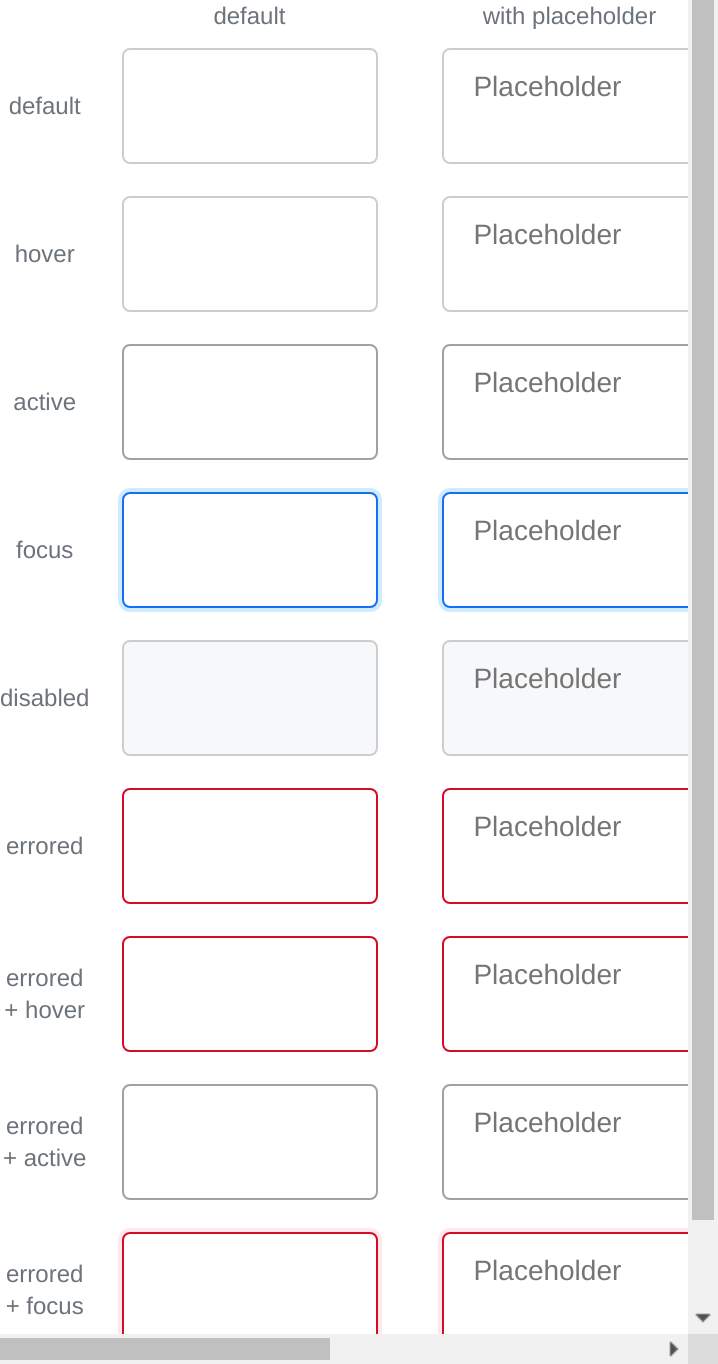 default with placeholder
default Placeholder
hover Placeholder
active Placeholder
focus Placeholder
disabled Placeholder
errored Placeholder
errored
+ hover
Placeholder
errored
+ active
Placeholder
errored
+ focus
Placeholder